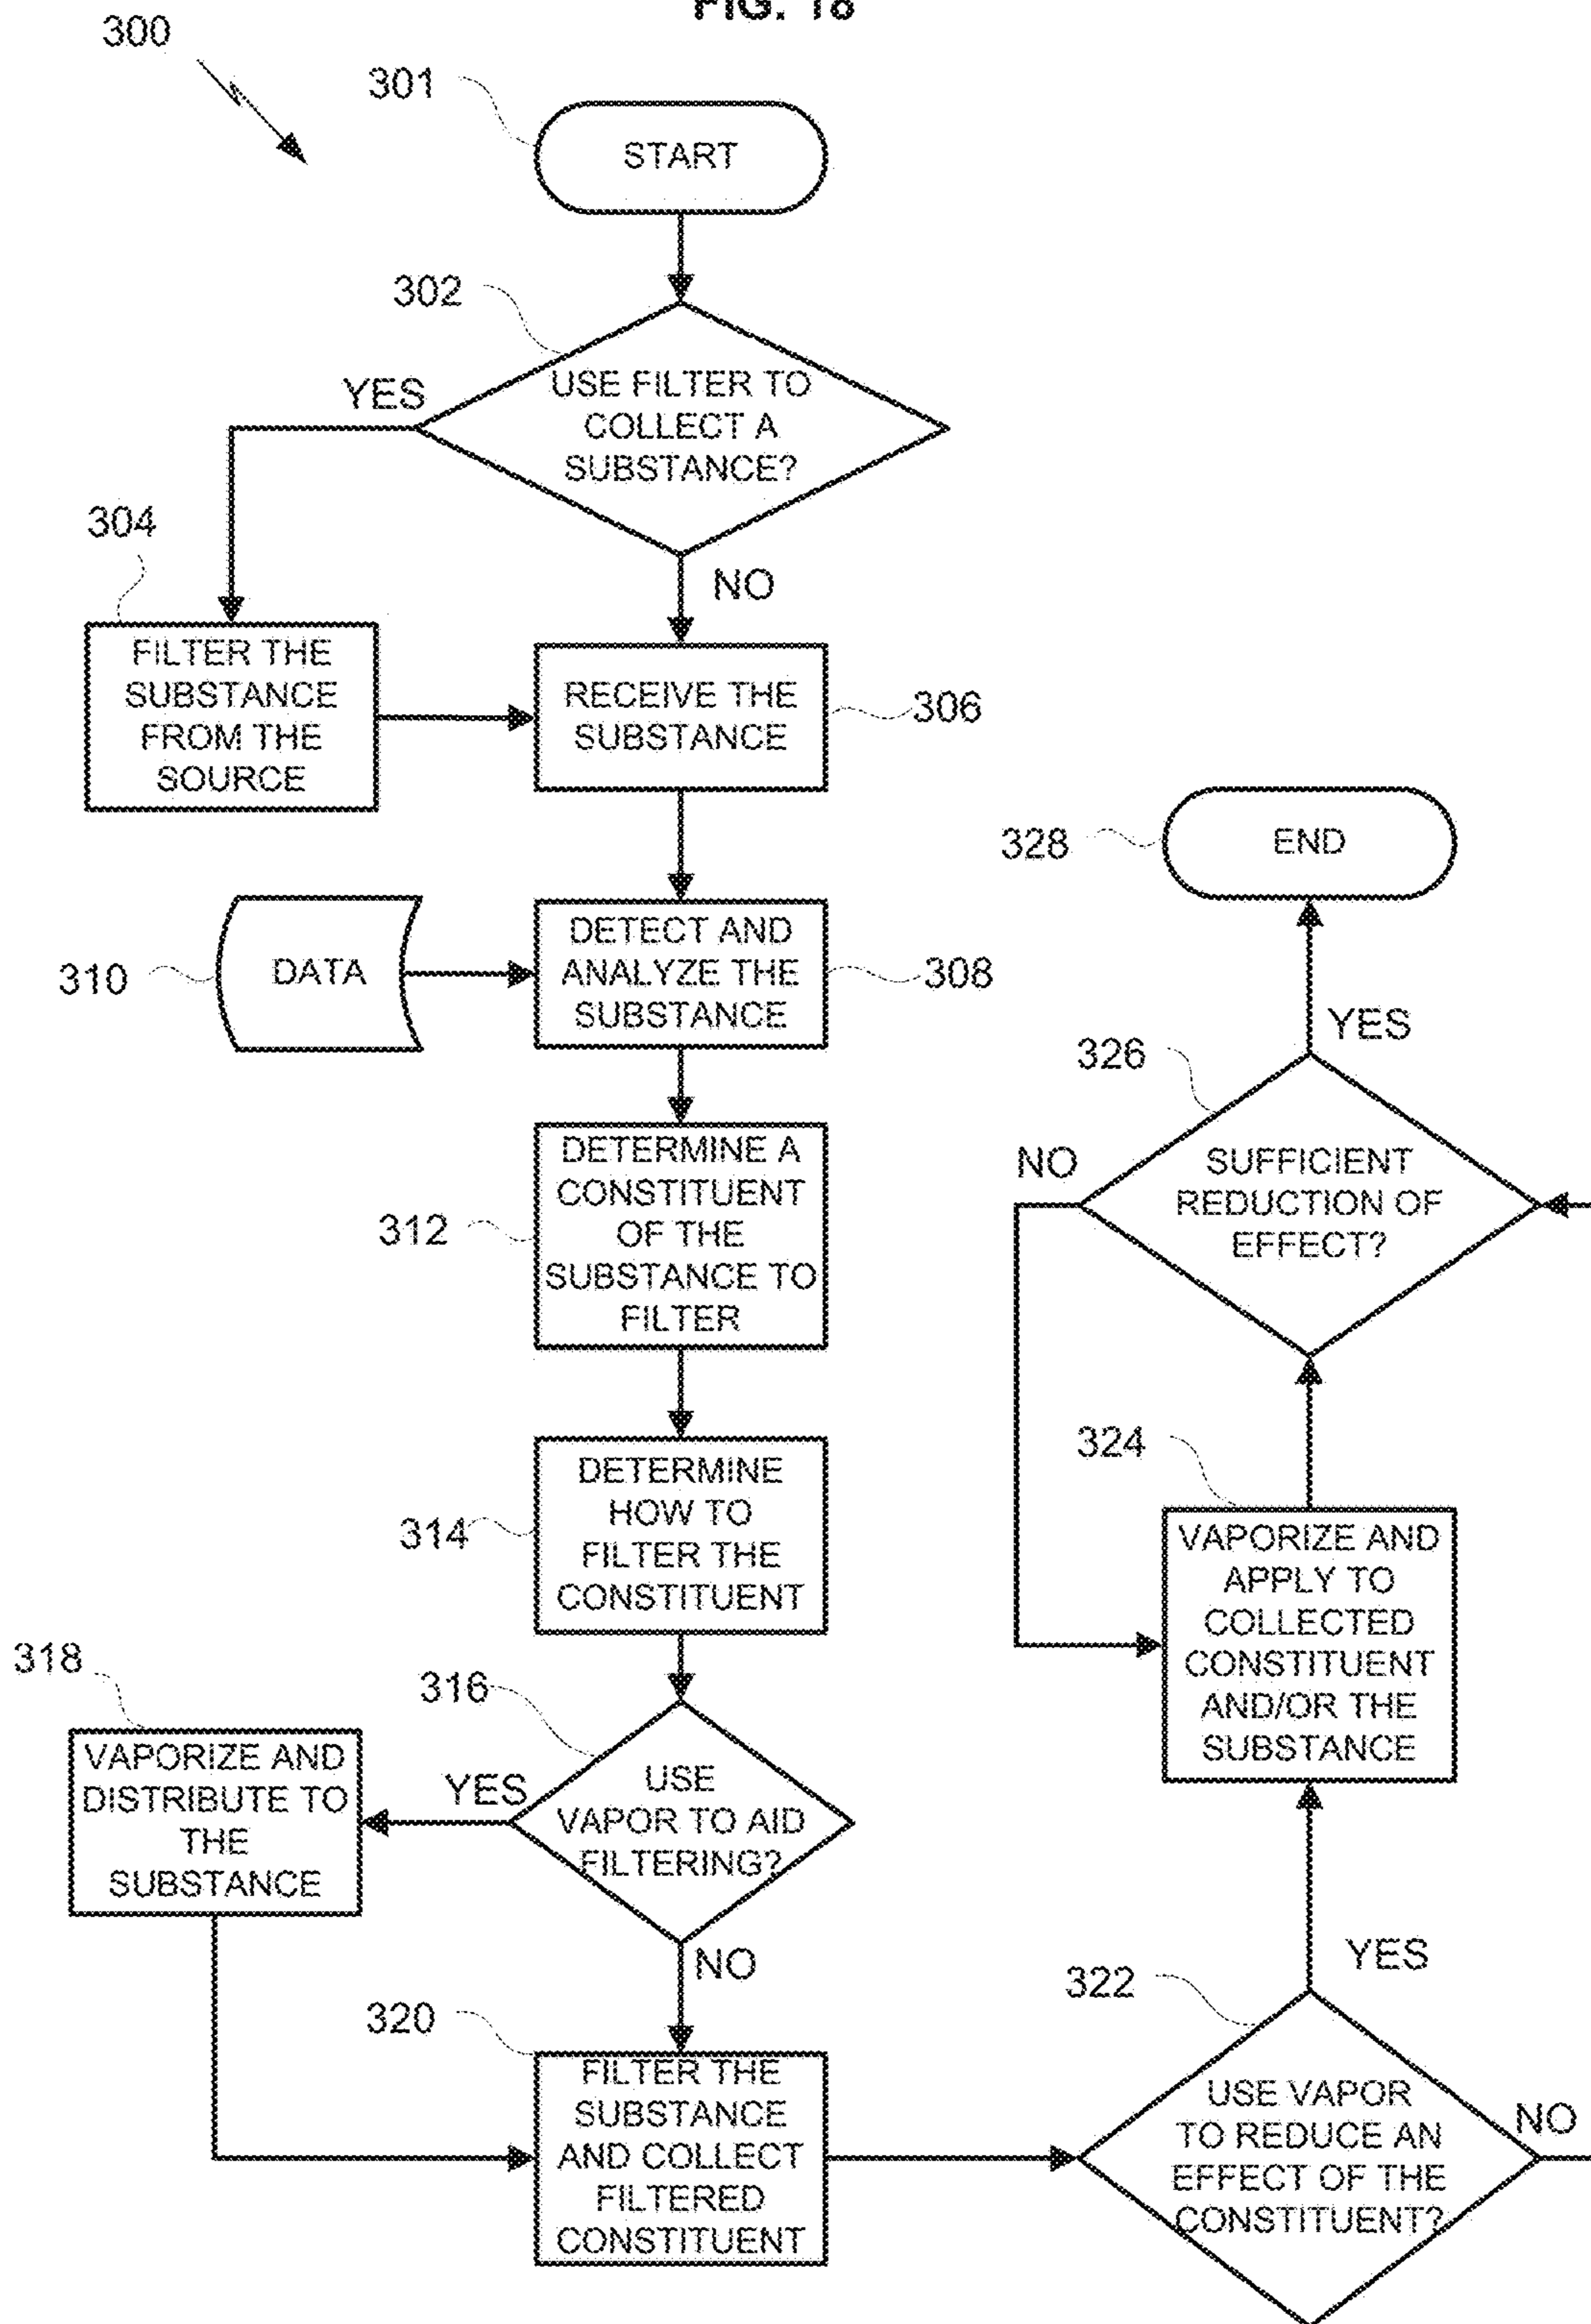 FIG. 18
300
301
START
302
USE FILTER TO
COLLECT A
SUBSTANCE?
YES
NO
304
FILTER THE
SUBSTANCE
FROM THE
SOURCE
RECEIVE THE
SUBSTANCE
306
310
DATA
DETECT AND
ANALYZE THE
SUBSTANCE
308
312
DETERMINE A
CONSTITUENT
OF THE
SUBSTANCE TO
FILTER
314
DETERMINE
HOW TO
FILTER THE
CONSTITUENT
316
USE
VAPOR TO AID
FILTERING?
YES
NO
318
VAPORIZE AND
DISTRIBUTE TO
THE
SUBSTANCE
320
FILTER THE
SUBSTANCE
AND COLLECT
FILTERED
CONSTITUENT
322
USE VAPOR
TO REDUCE AN
EFFECT OF THE
CONSTITUENT?
YES
NO
324
VAPORIZE AND
APPLY TO
COLLECTED
CONSTITUENT
AND/OR THE
SUBSTANCE
326
SUFFICIENT
REDUCTION OF
EFFECT?
NO
YES
328
END